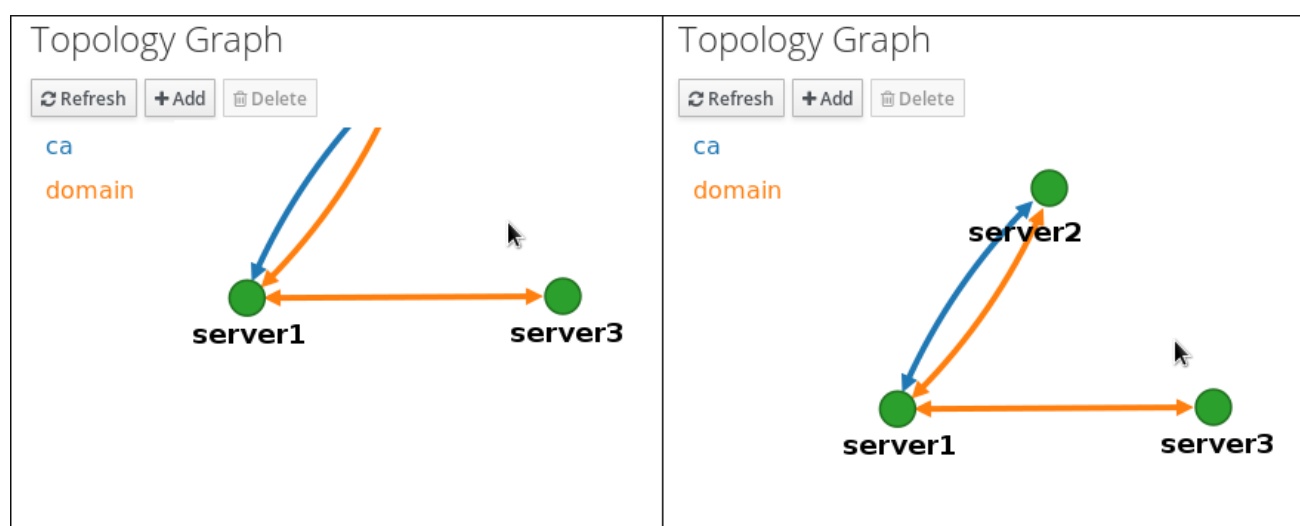 Topology Graph
Refresh Add Delete
ca
domain
server1 server3
Topology Graph
Refresh Add Delete
ca
domain
server2
server1 server3